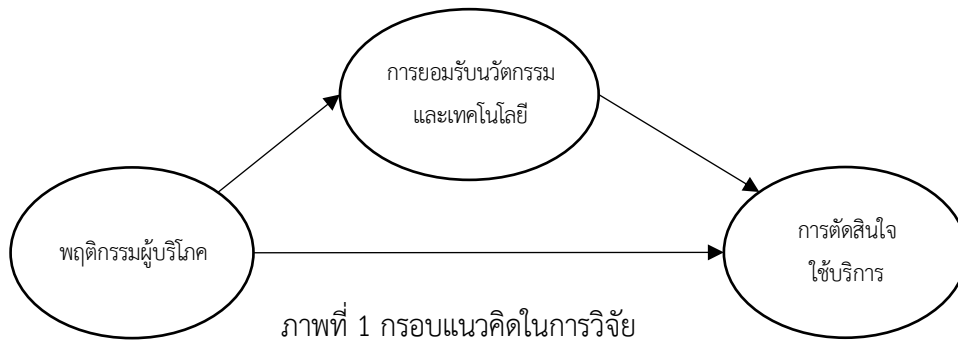 การยอมรับนวัตกรรม
และเทคโนโลยี
พฤติกรรมผู้บริโภค
การตัดสินใจ
ใช้บริการ
ภาพที่ 1 กรอบแนวคิดในการวิจัย